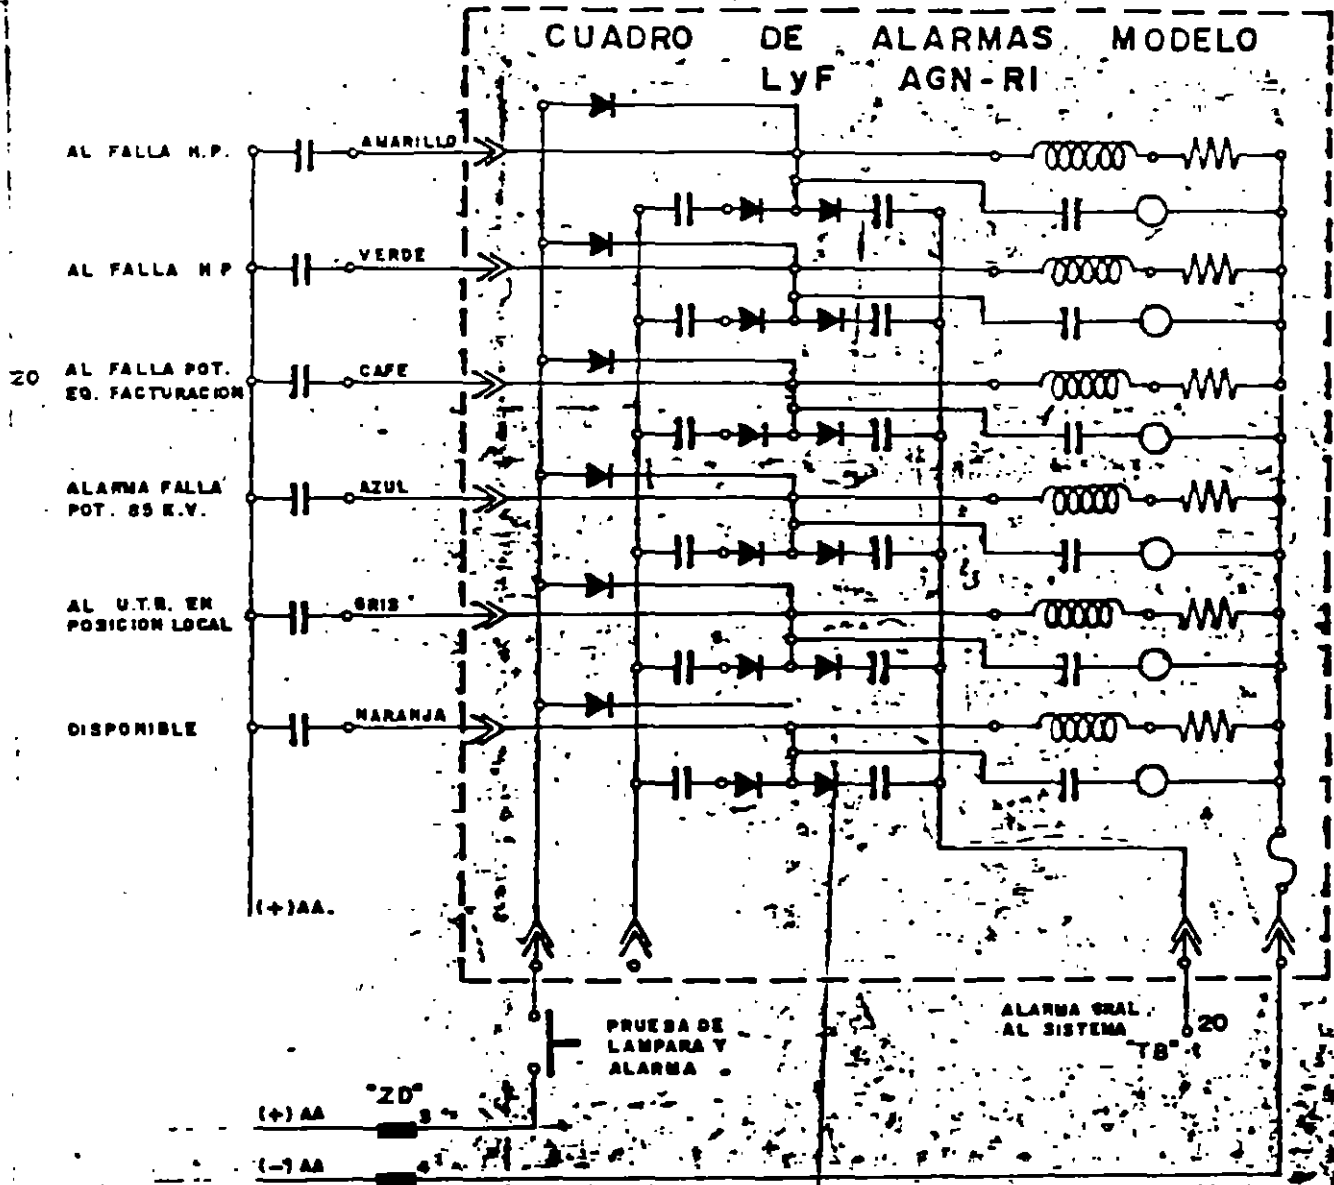 CUADRO DE ALARMAS MODELO
LyF AGN-RI
AL FALLA H.P.
AMARILLO
AL FALLA H P
VERDE
20
AL FALLA POT.
EQ. FACTURACION
CAFE
ALARMA FALLA
POT. 85 K.V.
AZUL
AL U.T.R. EN
POSICION LOCAL
GRIS
DISPONIBLE
NARANJA
(+)AA.
PRUEBA DE
LAMPARA Y
ALARMA
ALARMA GRAL.
AL SISTEMA
"TB"
20
"ZD"
(+) AA
3
(-) AA
4